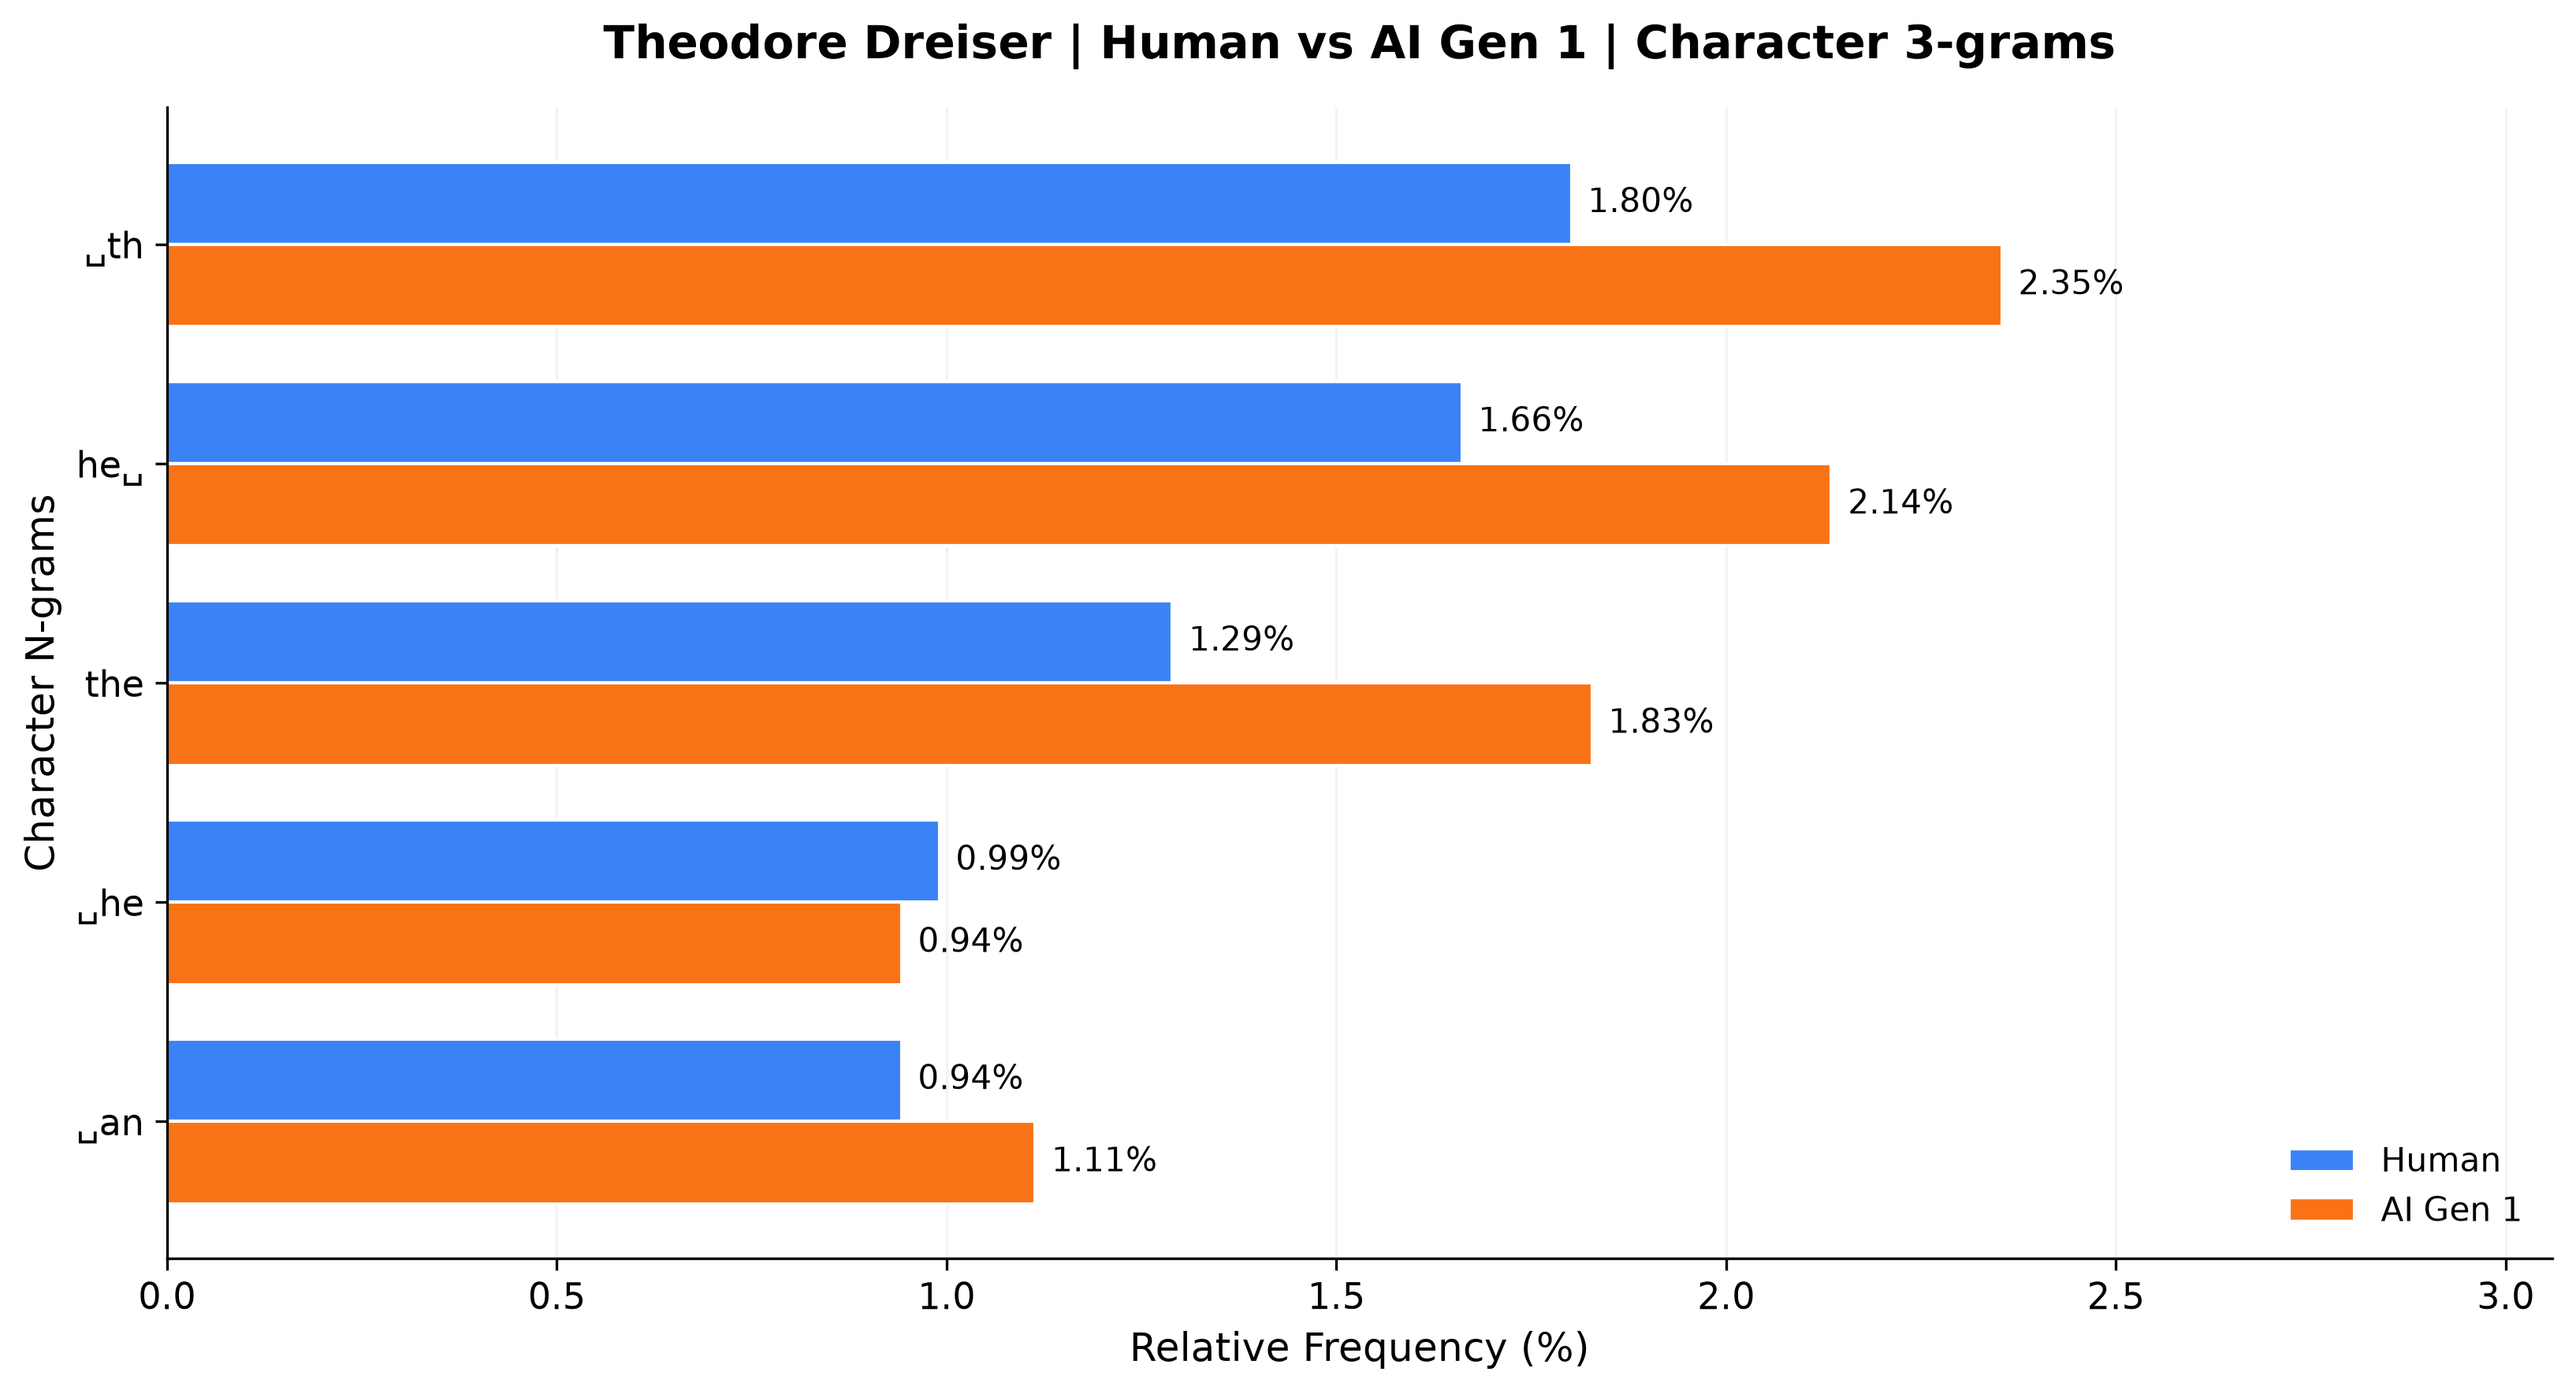 Theodore Dreiser | Human vs AI Gen 1 | Character 3-grams
Character N-grams
␣th
1.80%
2.35%
he␣
1.66%
2.14%
the
1.29%
1.83%
␣he
0.99%
0.94%
␣an
0.94%
1.11%
Human
AI Gen 1
0.0 0.5 1.0 1.5 2.0 2.5 3.0
Relative Frequency (%)